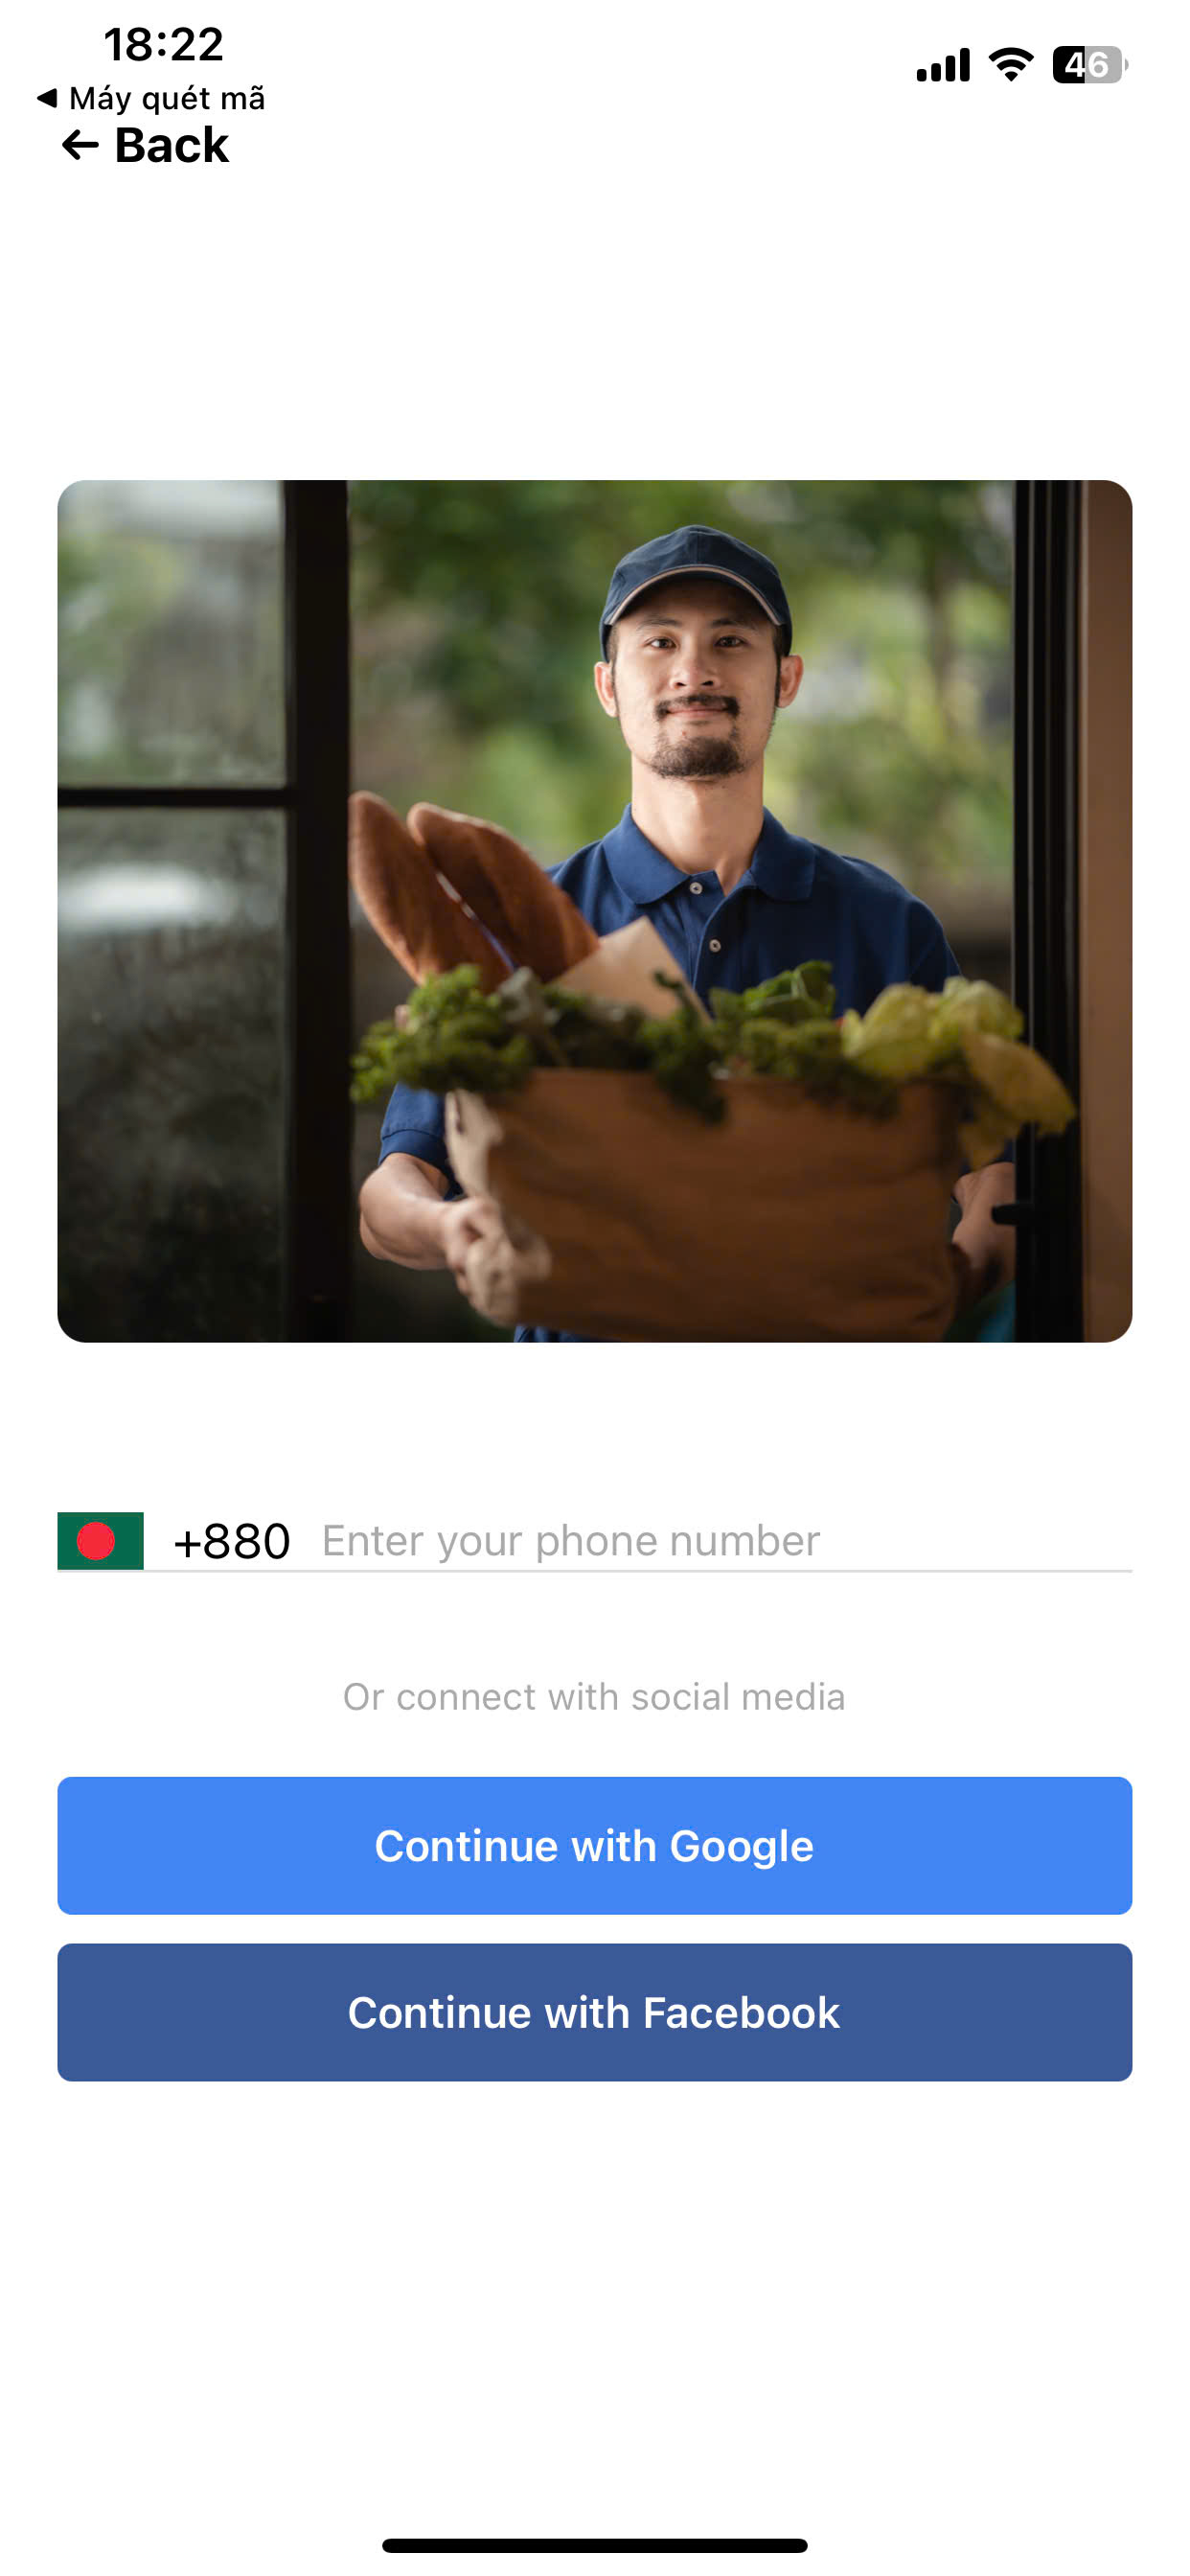 18:22
46
◀ Máy quét mã
← Back
+880 Enter your phone number
Or connect with social media
Continue with Google
Continue with Facebook